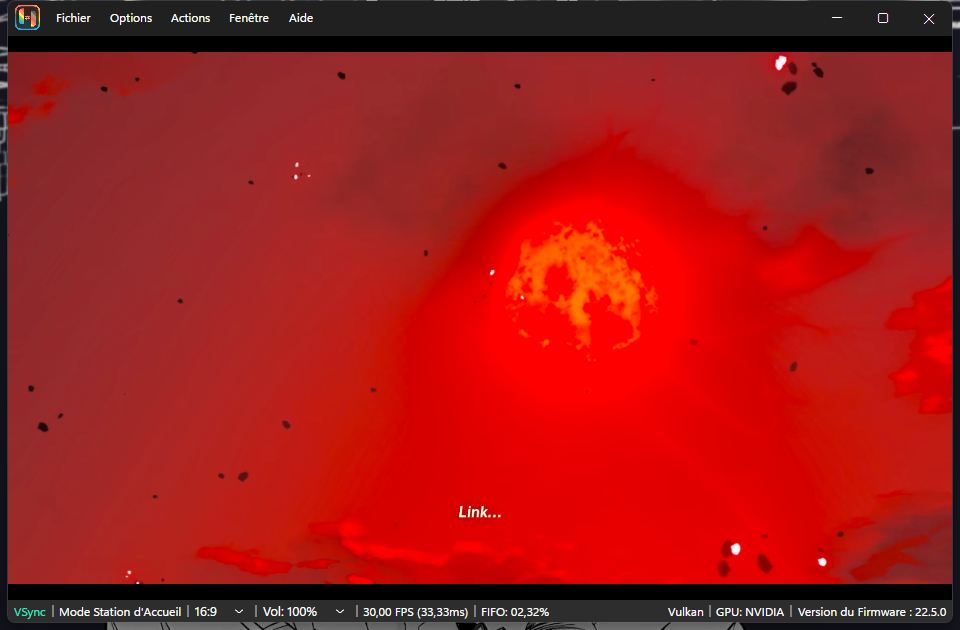 Fichier Options Actions Fenêtre Aide
Link...
VSync | Mode Station d'Accueil | 16:9 | Vol: 100% | 30,00 FPS (33,33ms) | FIFO: 02,32% Vulkan | GPU: NVIDIA | Version du Firmware : 22.5.0